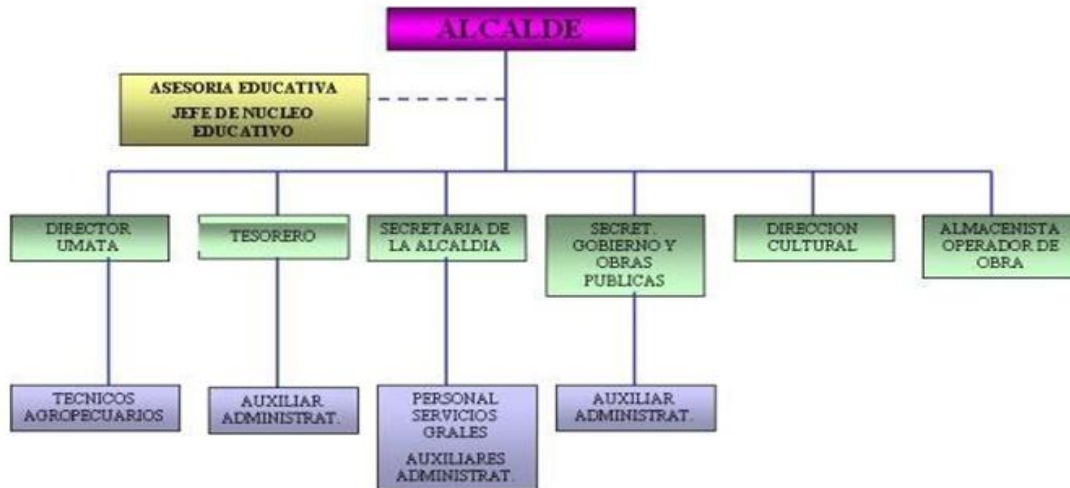 ALCALDE
ASESORIA EDUCATIVA
JEFE DE NUCLEO
EDUCATIVO
DIRECTOR
UMATA
TESORERO
SECRETARIA DE
LA ALCALDIA
SECRET.
GOBIERNO Y
OBRAS
PUBLICAS
DIRECCION
CULTURAL
ALMACENISTA
OPERADOR DE
OBRA
TECNICOS
AGROPECUARIOS
AUXILIAR
ADMINISTRAT.
PERSONAL
SERVICIOS
GRALES
AUXILIARES
ADMINISTRAT.
AUXILIAR
ADMINISTRAT.